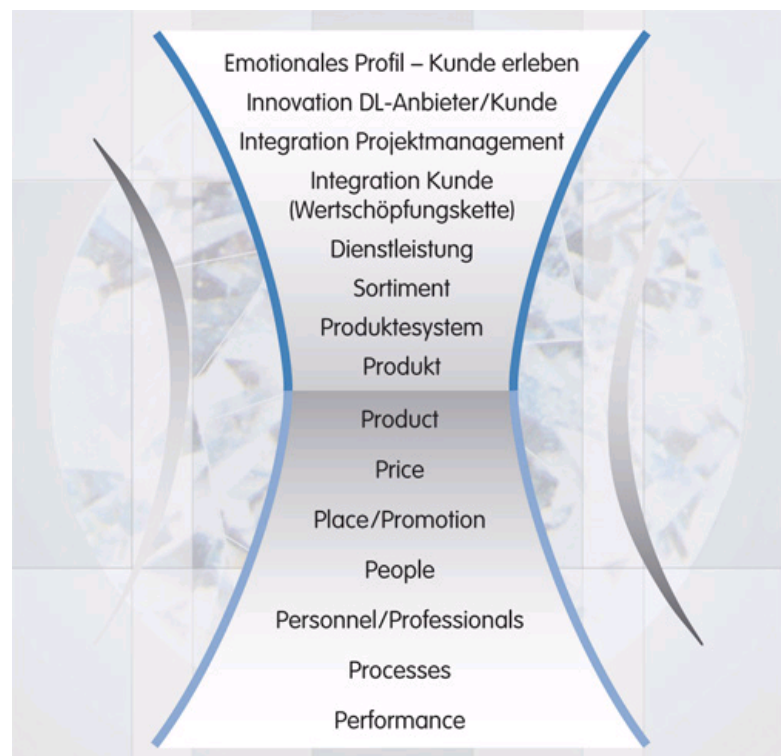 Emotionales Profil – Kunde erleben
Innovation DL-Anbieter/Kunde
Integration Projektmanagement
Integration Kunde
(Wertschöpfungskette)
Dienstleistung
Sortiment
Produktesystem
Produkt
Product
Price
Place/Promotion
People
Personnel/Professionals
Processes
Performance